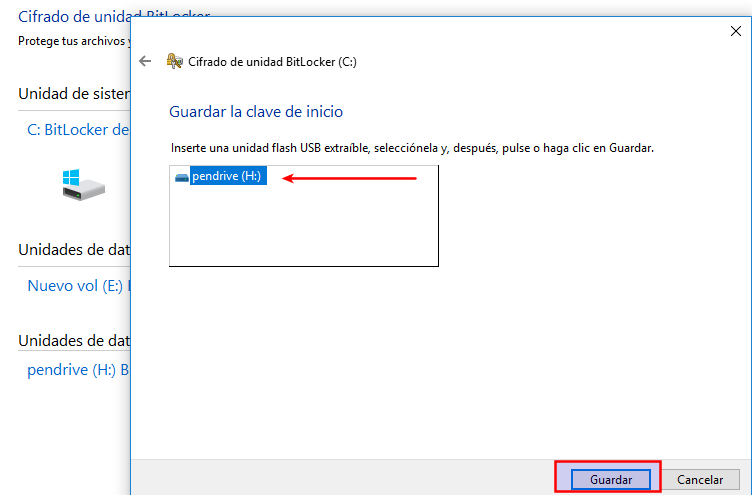 Cifrado de unidad BitLocker
Protege tus archivos y
Cifrado de unidad BitLocker (C:)
Unidad de sister
Guardar la clave de inicio
C: BitLocker de
Inserte una unidad flash USB extraíble, selecciónela y, después, pulse o haga clic en Guardar.
pendrive (H:)
Unidades de dat
Nuevo vol (E:)
Unidades de dat
pendrive (H:) B
Guardar
Cancelar